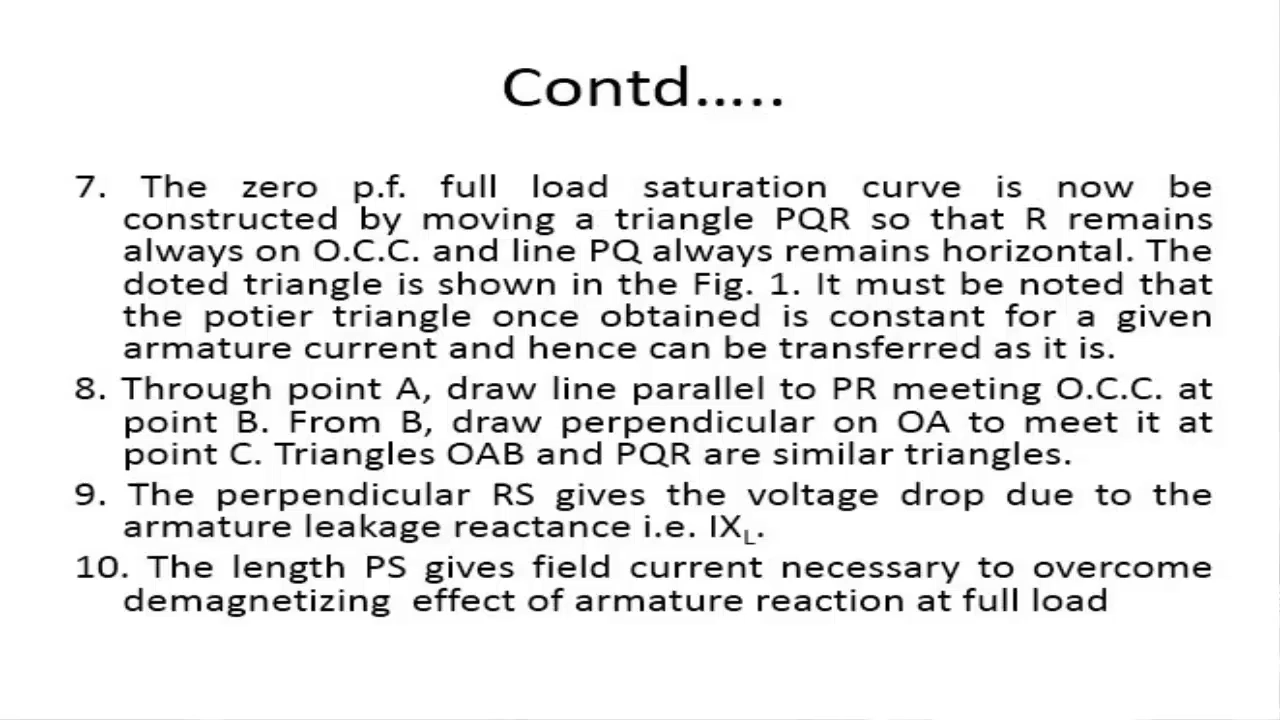 Contd.....
7. The zero p.f. full load saturation curve is now be
constructed by moving a triangle PQR so that R remains
always on O.C.C. and line PQ always remains horizontal. The
doted triangle is shown in the Fig. 1. It must be noted that
the potier triangle once obtained is constant for a given
armature current and hence can be transferred as it is.
8. Through point A, draw line parallel to PR meeting O.C.C. at
point B. From B, draw perpendicular on OA to meet it at
point C. Triangles OAB and PQR are similar triangles.
9. The perpendicular RS gives the voltage drop due to the
armature leakage reactance i.e. IXL.
10. The length PS gives field current necessary to overcome
demagnetizing effect of armature reaction at full load